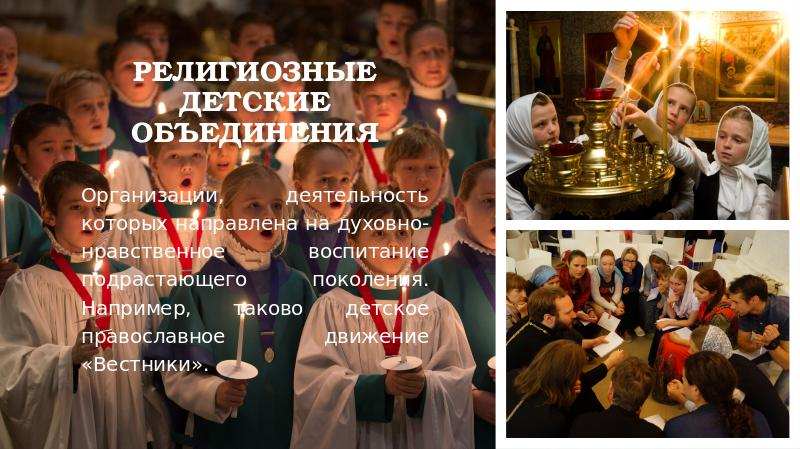 РЕЛИГИОЗНЫЕ
ДЕТСКИЕ
ОБЪЕДИНЕНИЯ
Организации, деятельность
которых направлена на духовно-
нравственное воспитание
подрастающего поколения.
Например, таково детское
православное движение
«Вестники».